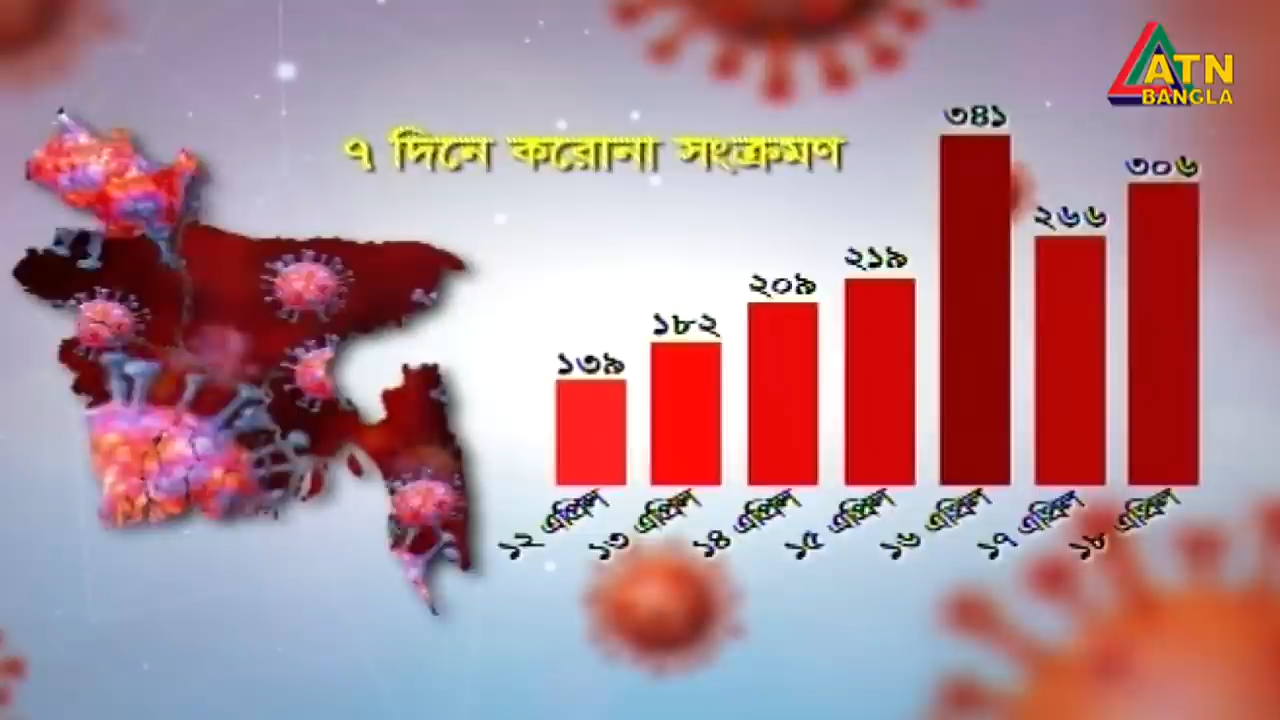 ATN
BANGLA
৭ দিনে করোনা সংক্রমণ
১৩৯
১৮২
২০৯
২১৯
৩৪১
২৬৬
৩০৬
১২ এপ্রিল
১৩ এপ্রিল
১৪ এপ্রিল
১৫ এপ্রিল
১৬ এপ্রিল
১৭ এপ্রিল
১৮ এপ্রিল